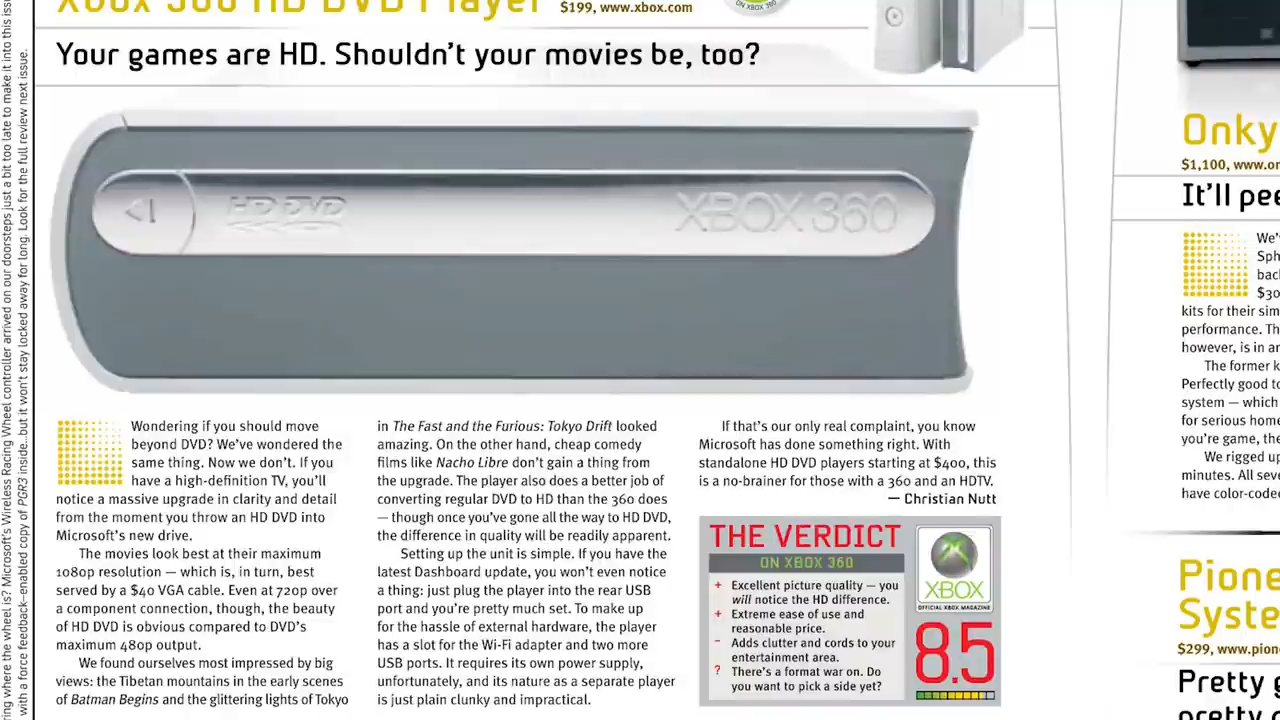 Xbox 360 HD DVD Player
$199, www.xbox.com
ON XBOX 360
Your games are HD. Shouldn't your movies be, too?
HD DVD
XBOX 360
Wondering if you should move
beyond DVD? We've wondered the
same thing. Now we don't. If you
have a high-definition TV, you'll
notice a massive upgrade in clarity and detail
from the moment you throw an HD DVD into
Microsoft's new drive.
The movies look best at their maximum
1080p resolution — which is, in turn, best
served by a $40 VGA cable. Even at 720p over
a component connection, though, the beauty
of HD DVD is obvious compared to DVD's
maximum 480p output.
We found ourselves most impressed by big
views: the Tibetan mountains in the early scenes
of Batman Begins and the glittering lights of Tokyo
in The Fast and the Furious: Tokyo Drift looked
amazing. On the other hand, cheap comedy
films like Nacho Libre don't gain a thing from
the upgrade. The player also does a better job of
converting regular DVD to HD than the 360 does
— though once you've gone all the way to HD DVD,
the difference in quality will be readily apparent.
Setting up the unit is simple. If you have the
latest Dashboard update, you won't even notice
a thing: just plug the player into the rear USB
port and you're pretty much set. To make up
for the hassle of external hardware, the player
has a slot for the Wi-Fi adapter and two more
USB ports. It requires its own power supply,
unfortunately, and its nature as a separate player
is just plain clunky and impractical.
If that's our only real complaint, you know
Microsoft has done something right. With
standalone HD DVD players starting at $400, this
is a no-brainer for those with a 360 and an HDTV.
— Christian Nutt
THE VERDICT
ON XBOX 360
+ Excellent picture quality — you
will notice the HD difference.
+ Extreme ease of use and
reasonable price.
- Adds clutter and cords to your
entertainment area.
? There's a format war on. Do
you want to pick a side yet?
XBOX
OFFICIAL XBOX MAGAZINE
8.5
ring where the wheel is? Microsoft's Wireless Racing Wheel controller arrived on our doorsteps just a bit too late to make it into this issue
with a force feedback–enabled copy of PGR3 inside...but it won't stay locked away for long. Look for the full review next issue.
Onky
$1,100, www.on
It'll pee
We'
Sph
back
$30
kits for their sim
performance. Th
however, is in an
The former k
Perfectly good to
system — which
for serious home
you're game, the
We rigged up
minutes. All seve
have color-coded
Pione
Syste
$299, www.pion
Pretty g
pretty c